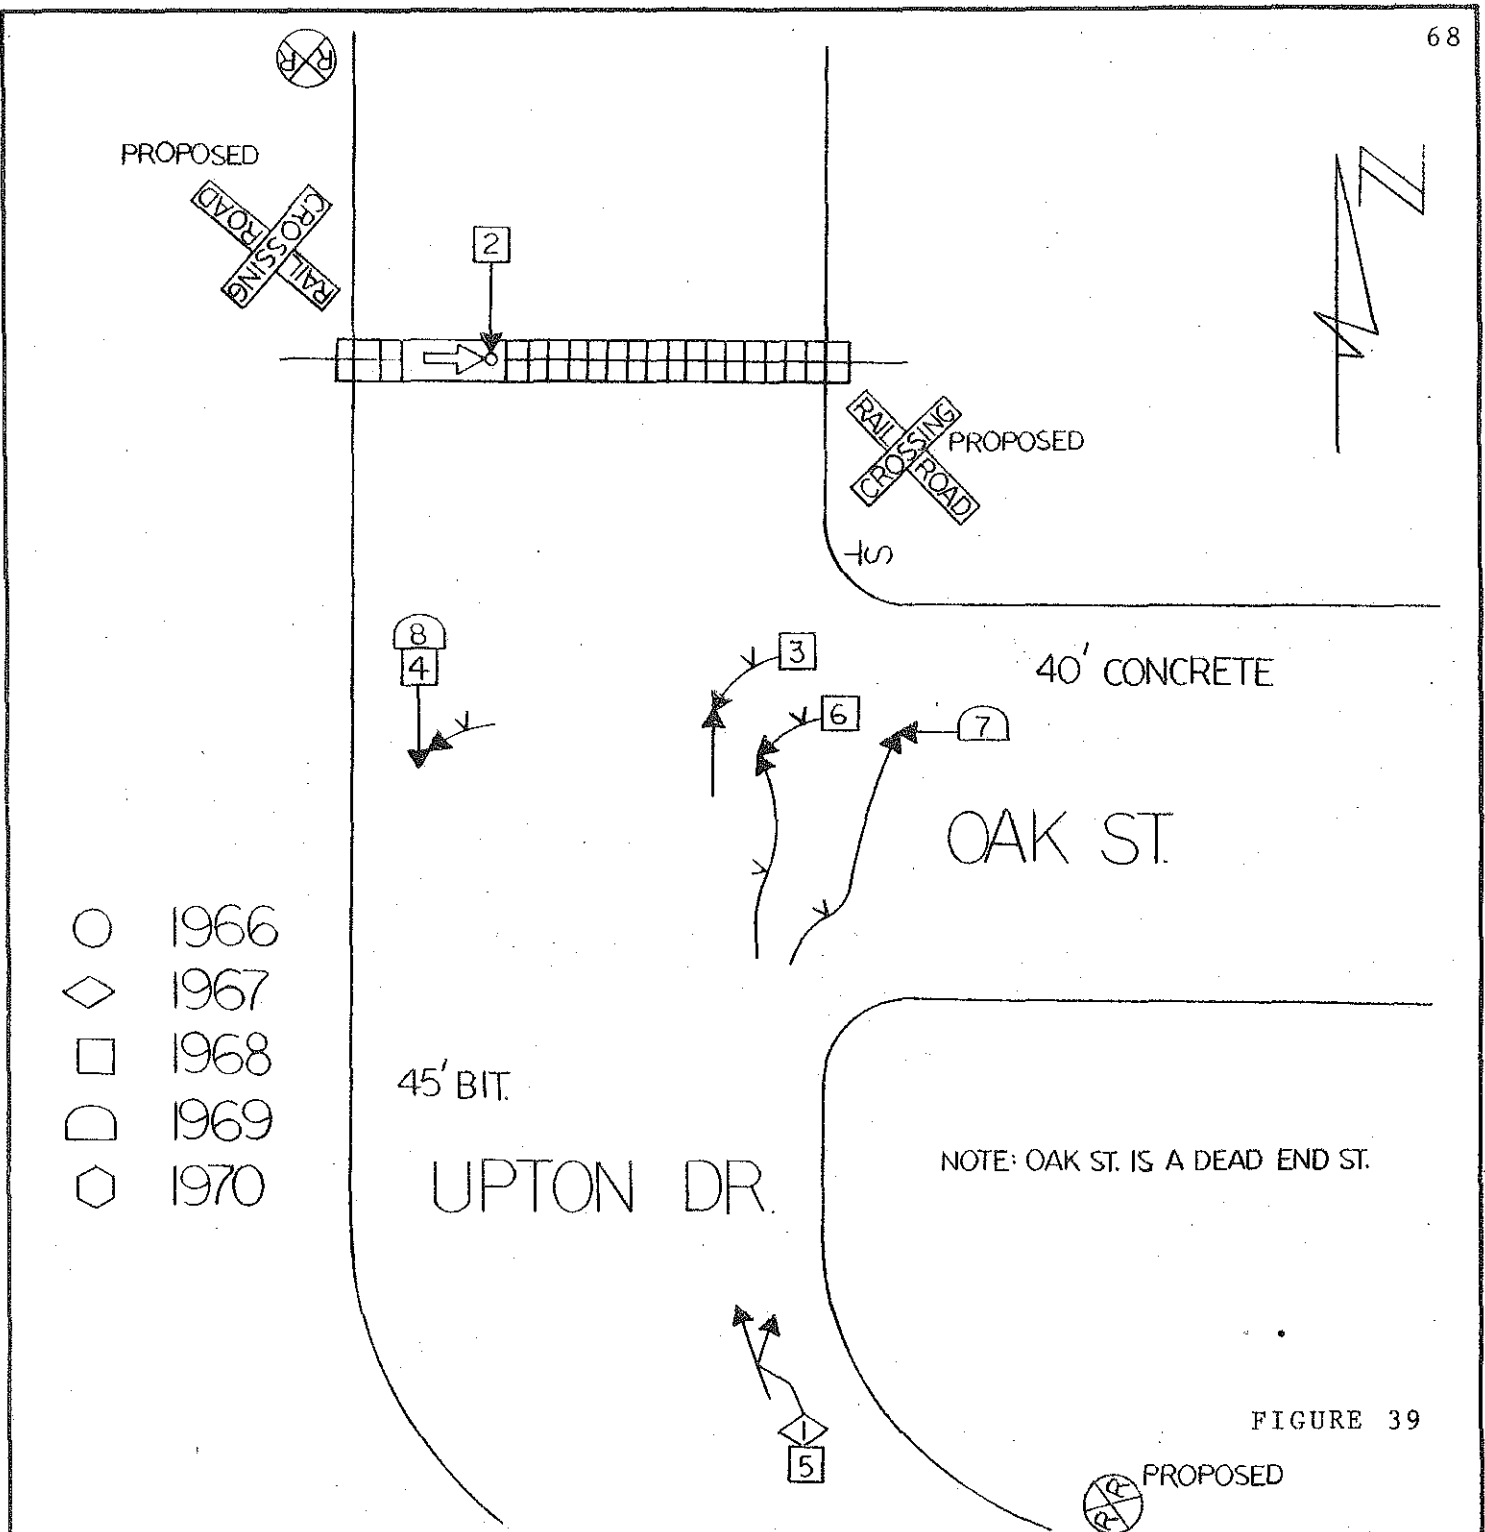 68
R R
PROPOSED
RAIL ROAD
CROSSING
2
RAIL ROAD
CROSSING
PROPOSED
S
8
4
3
6
7
40' CONCRETE
OAK ST.
1966
1967
1968
1969
1970
45' BIT.
UPTON DR.
NOTE: OAK ST. IS A DEAD END ST.
1
5
FIGURE 39
PROPOSED
R R
N